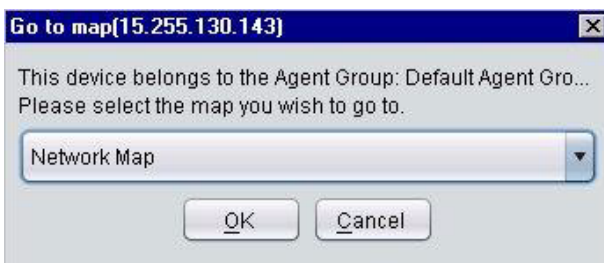 Go to map(15.255.130.143)
This device belongs to the Agent Group: Default Agent Gro...
Please select the map you wish to go to.
Network Map
OK
Cancel